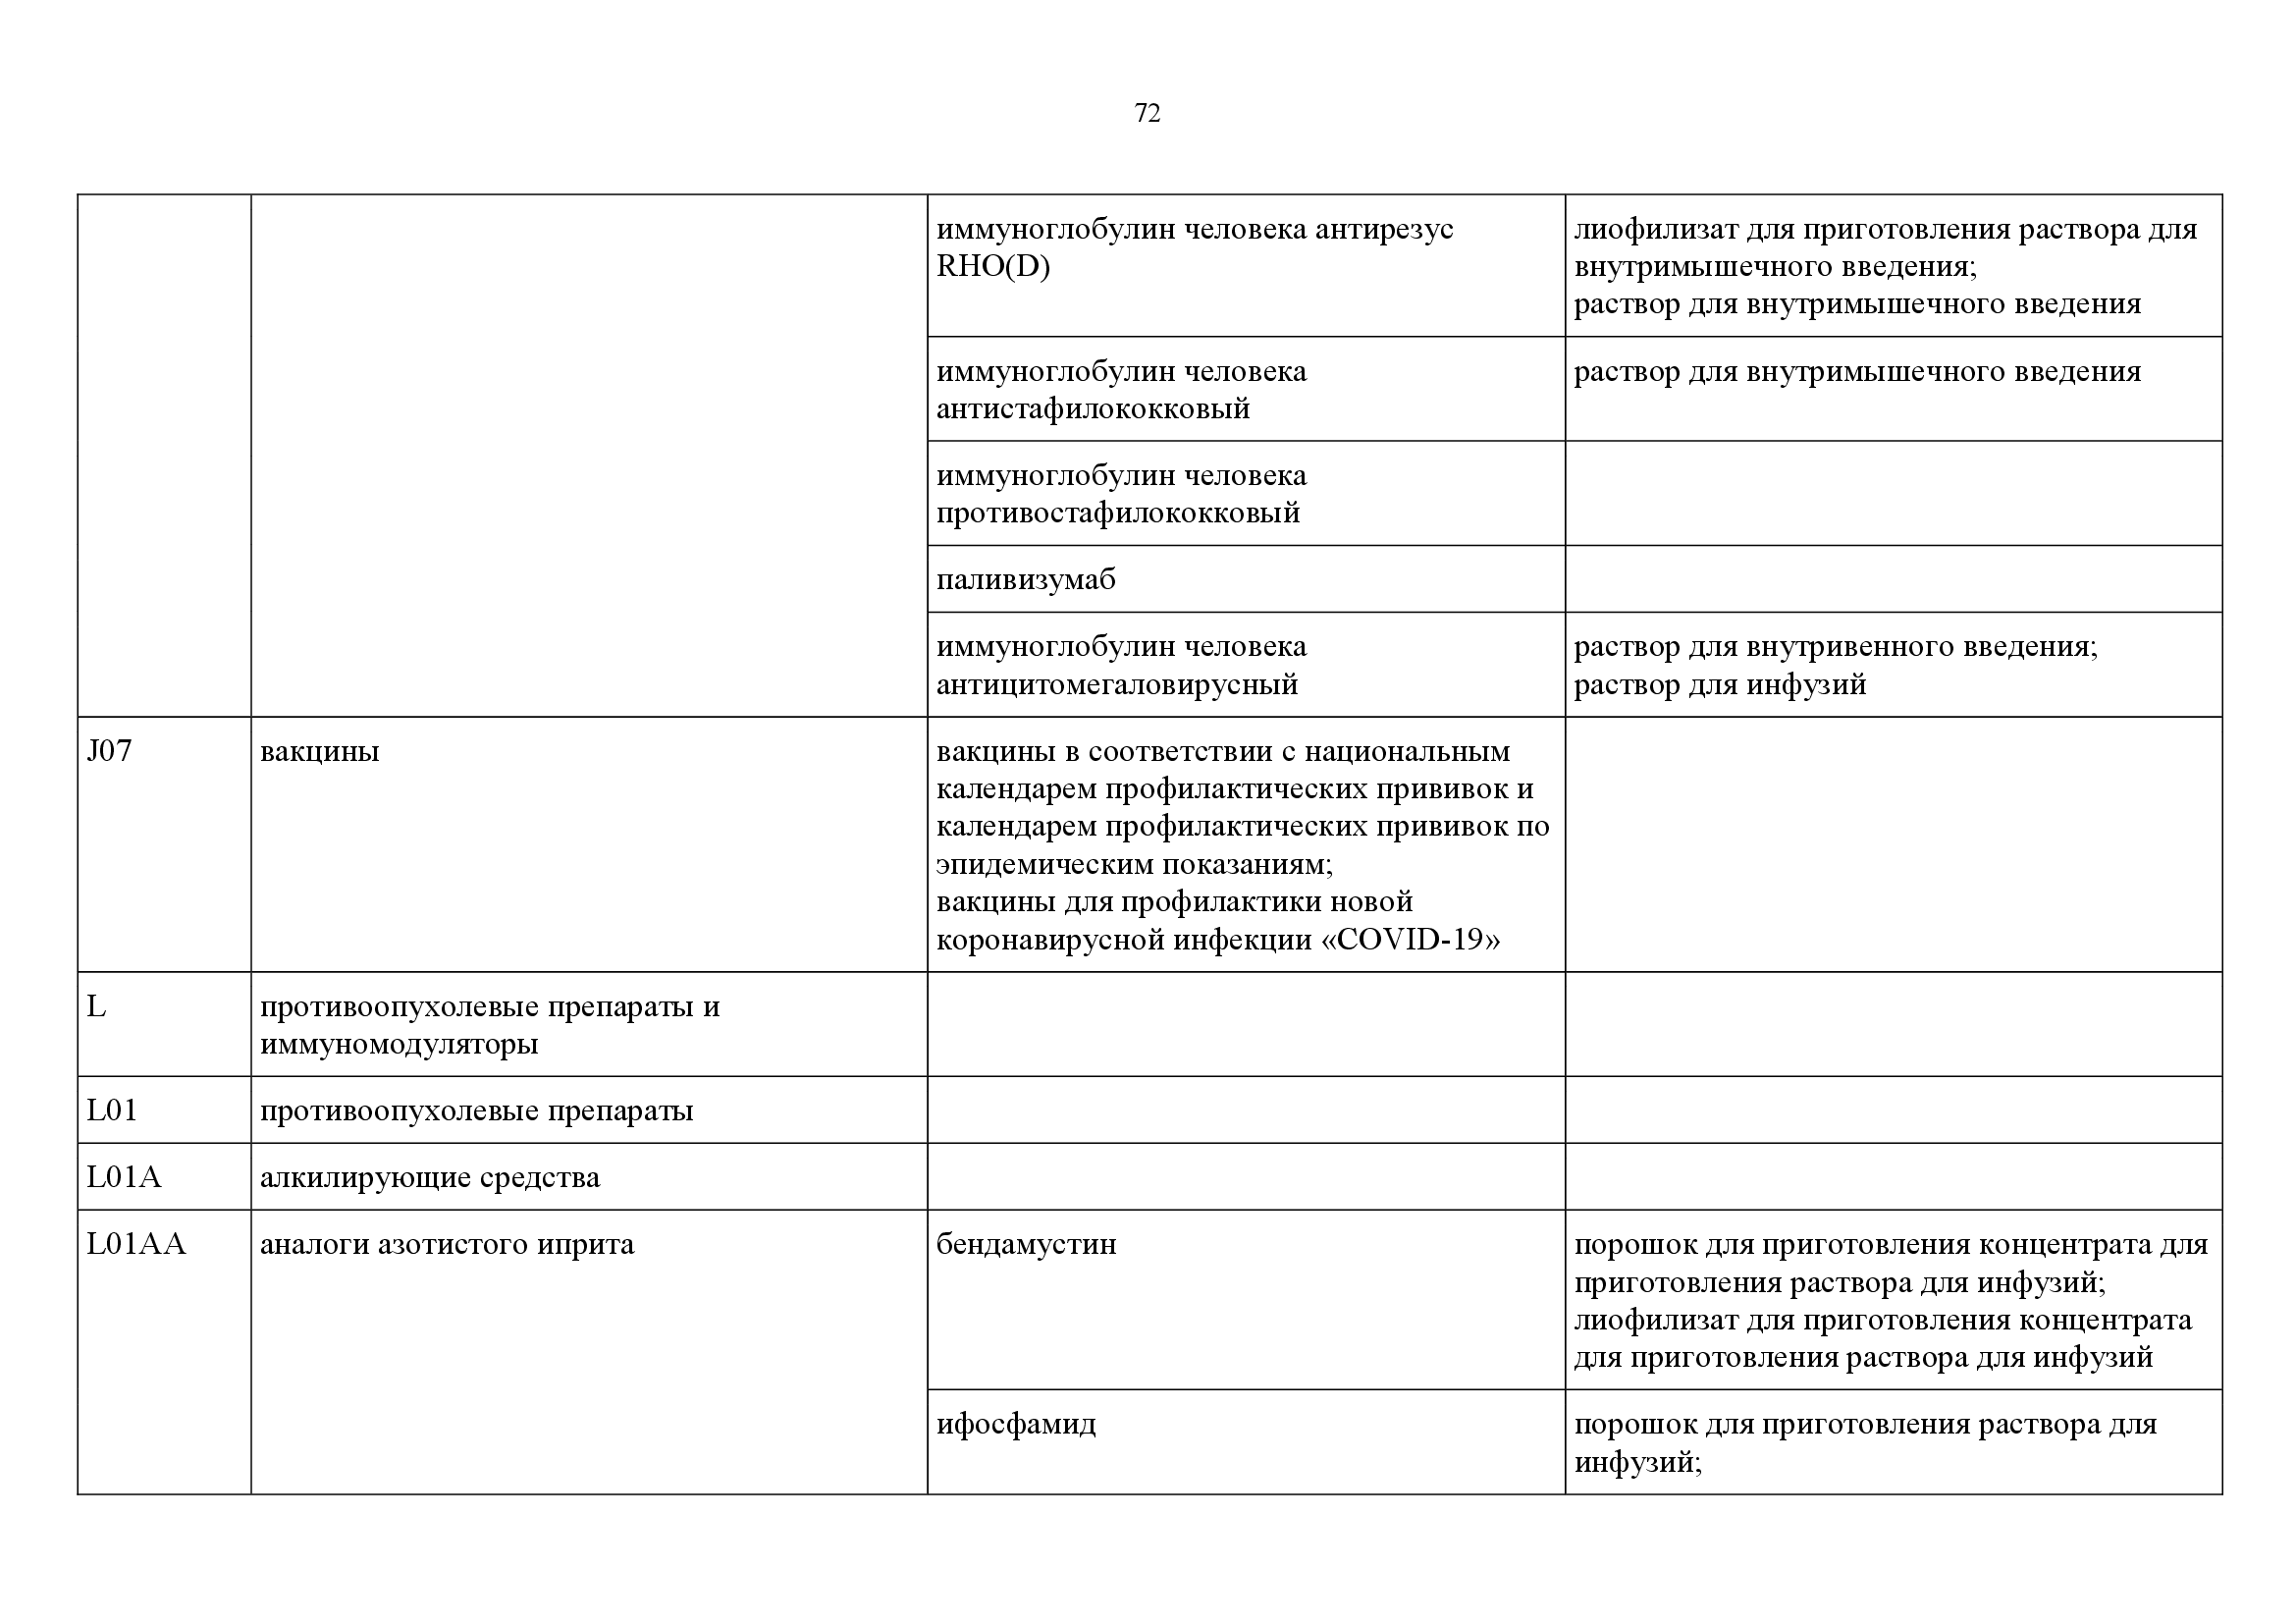 72
иммуноглобулин человека антирезус
RHO(D)
лиофилизат для приготовления раствора для
внутримышечного введения;
раствор для внутримышечного введения
иммуноглобулин человека
антистафилококковый
раствор для внутримышечного введения
иммуноглобулин человека
противостафилококковый
паливизумаб
иммуноглобулин человека
антицитомегаловирусный
раствор для внутривенного введения;
раствор для инфузий
J07
вакцины
вакцины в соответствии с национальным
календарем профилактических прививок и
календарем профилактических прививок по
эпидемическим показаниям;
вакцины для профилактики новой
коронавирусной инфекции «COVID-19»
L
противоопухолевые препараты и
иммуномодуляторы
L01
противоопухолевые препараты
L01A
алкилирующие средства
L01AA
аналоги азотистого иприта
бендамустин
порошок для приготовления концентрата для
приготовления раствора для инфузий;
лиофилизат для приготовления концентрата
для приготовления раствора для инфузий
ифосфамид
порошок для приготовления раствора для
инфузий;